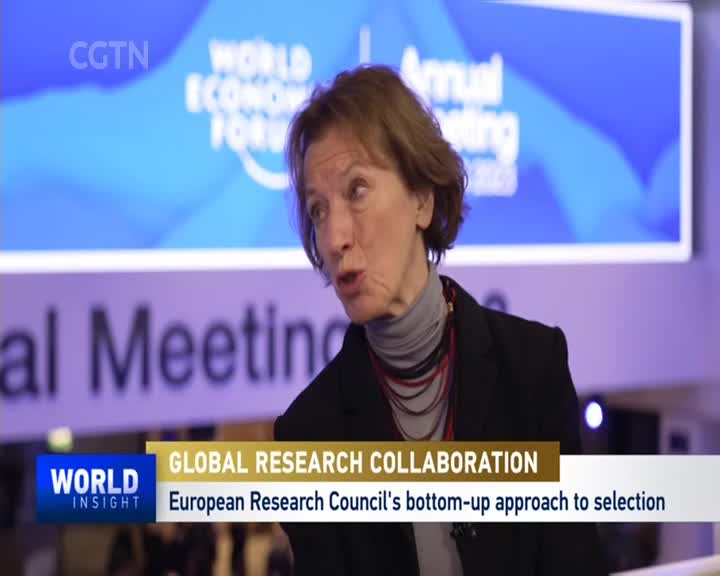 CGTN
WORLD
ECONOMIC
FORUM
Annual
Meeting
al Meeting
GLOBAL RESEARCH COLLABORATION
WORLD
INSIGHT
European Research Council's bottom-up approach to selection